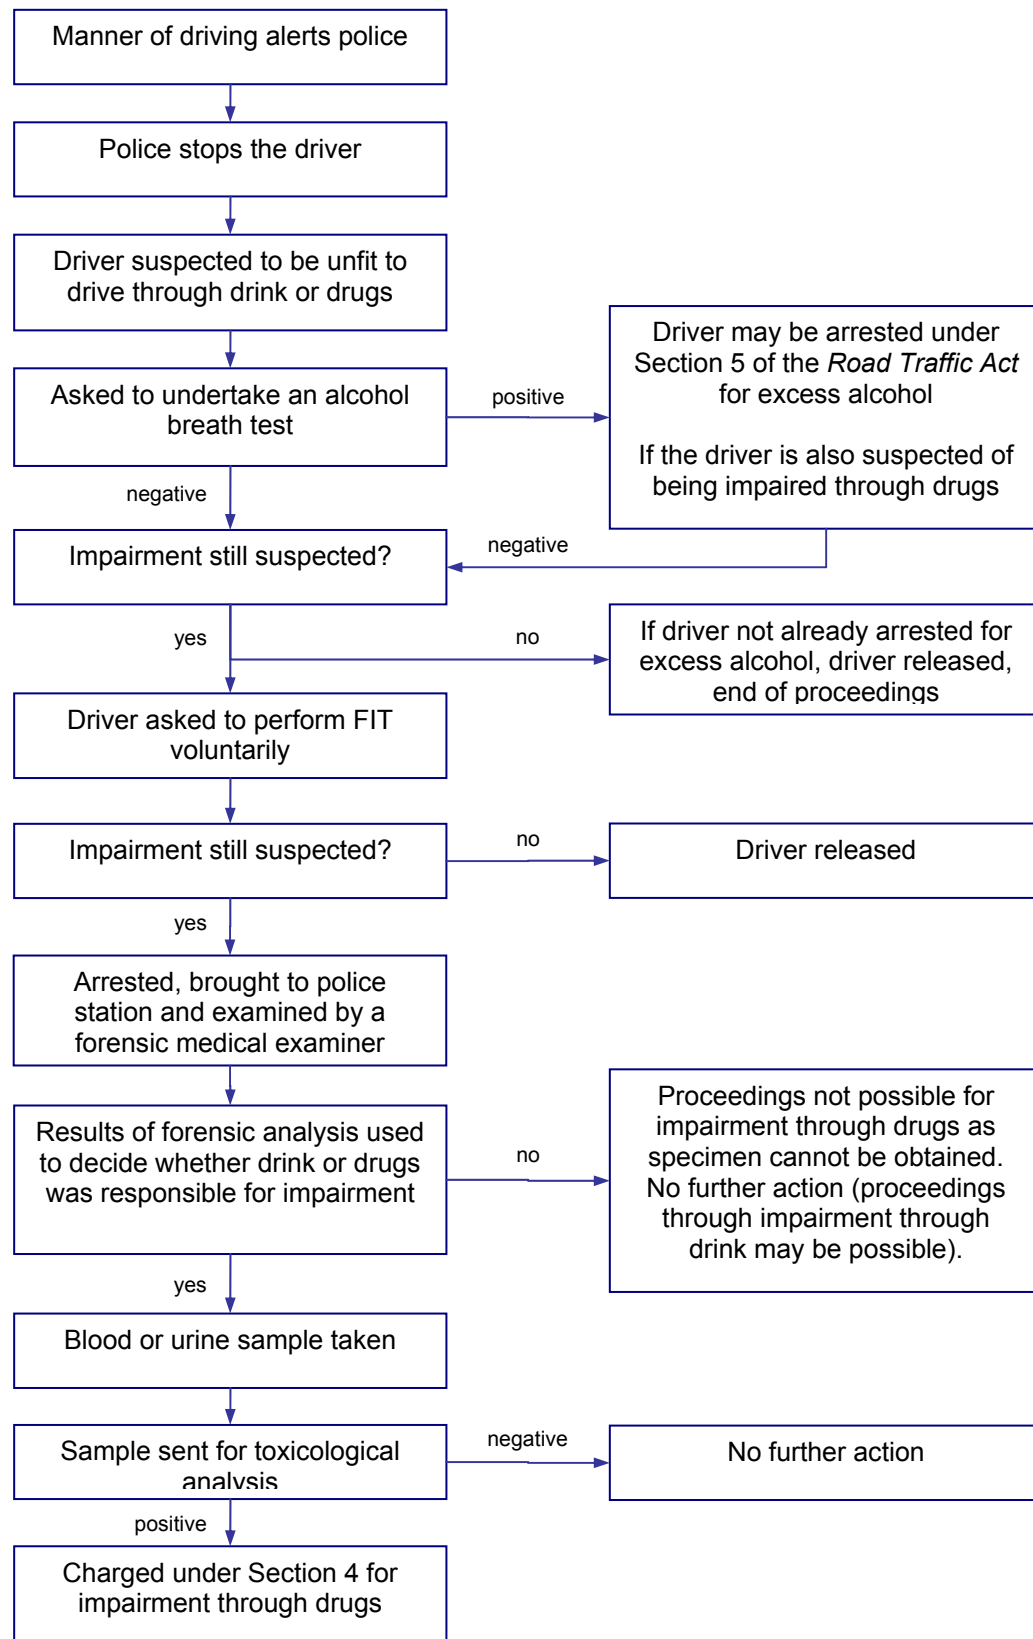 Manner of driving alerts police
Police stops the driver
Driver suspected to be unfit to
drive through drink or drugs
Asked to undertake an alcohol
breath test
positive
Driver may be arrested under
Section 5 of the Road Traffic Act
for excess alcohol
If the driver is also suspected of
being impaired through drugs
negative
negative
Impairment still suspected?
yes
no
If driver not already arrested for
excess alcohol, driver released,
end of proceedings
Driver asked to perform FIT
voluntarily
Impairment still suspected?
no
Driver released
yes
Arrested, brought to police
station and examined by a
forensic medical examiner
Results of forensic analysis used
to decide whether drink or drugs
was responsible for impairment
no
Proceedings not possible for
impairment through drugs as
specimen cannot be obtained.
No further action (proceedings
through impairment through
drink may be possible).
yes
Blood or urine sample taken
Sample sent for toxicological
analysis
negative
No further action
positive
Charged under Section 4 for
impairment through drugs